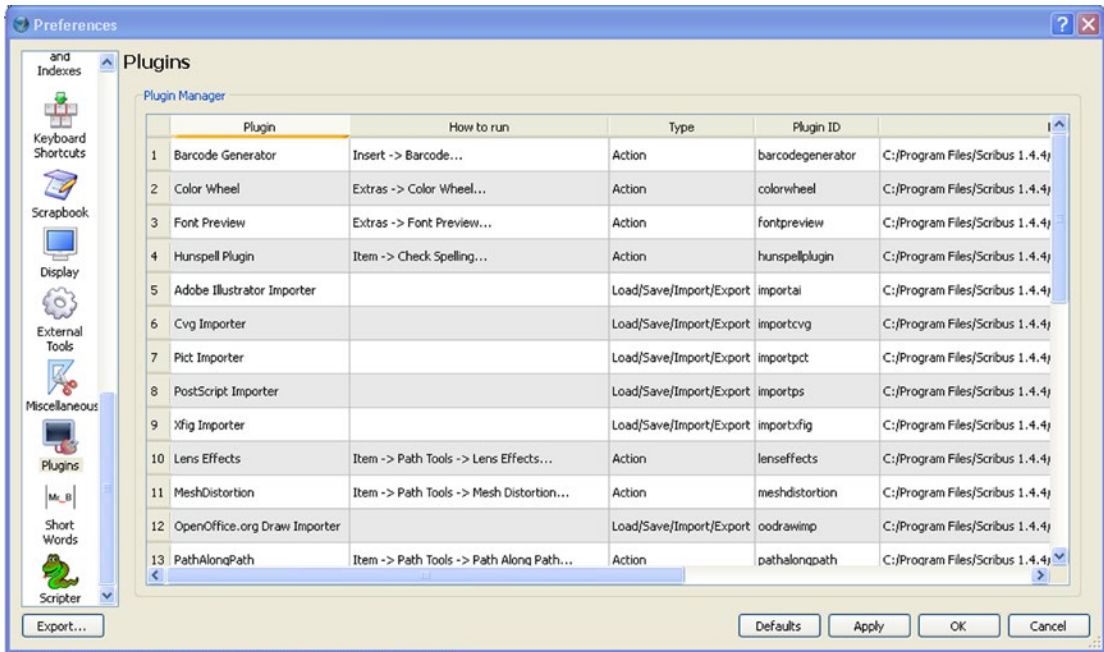 Preferences
and
Indexes
Keyboard
Shortcuts
Scrapbook
Display
External
Tools
Miscellaneous
Plugins
Mr_B
Short
Words
Scripter
Plugins
Plugin Manager
Plugin How to run Type Plugin ID
1 Barcode Generator Insert -> Barcode... Action barcodegenerator C:/Program Files/Scribus 1.4.4/
2 Color Wheel Extras -> Color Wheel... Action colorwheel C:/Program Files/Scribus 1.4.4/
3 Font Preview Extras -> Font Preview... Action fontpreview C:/Program Files/Scribus 1.4.4/
4 Hunspell Plugin Item -> Check Spelling... Action hunspellplugin C:/Program Files/Scribus 1.4.4/
5 Adobe Illustrator Importer Load/Save/Import/Export importai C:/Program Files/Scribus 1.4.4/
6 Cvg Importer Load/Save/Import/Export importcvg C:/Program Files/Scribus 1.4.4/
7 Pict Importer Load/Save/Import/Export importpct C:/Program Files/Scribus 1.4.4/
8 PostScript Importer Load/Save/Import/Export importps C:/Program Files/Scribus 1.4.4/
9 Xfig Importer Load/Save/Import/Export importxfig C:/Program Files/Scribus 1.4.4/
10 Lens Effects Item -> Path Tools -> Lens Effects... Action lenseffects C:/Program Files/Scribus 1.4.4/
11 MeshDistortion Item -> Path Tools -> Mesh Distortion... Action meshdistortion C:/Program Files/Scribus 1.4.4/
12 OpenOffice.org Draw Importer Load/Save/Import/Export oodrawimp C:/Program Files/Scribus 1.4.4/
13 PathAlongPath Item -> Path Tools -> Path Along Path... Action pathalongpath C:/Program Files/Scribus 1.4.4/
Export... Defaults Apply OK Cancel